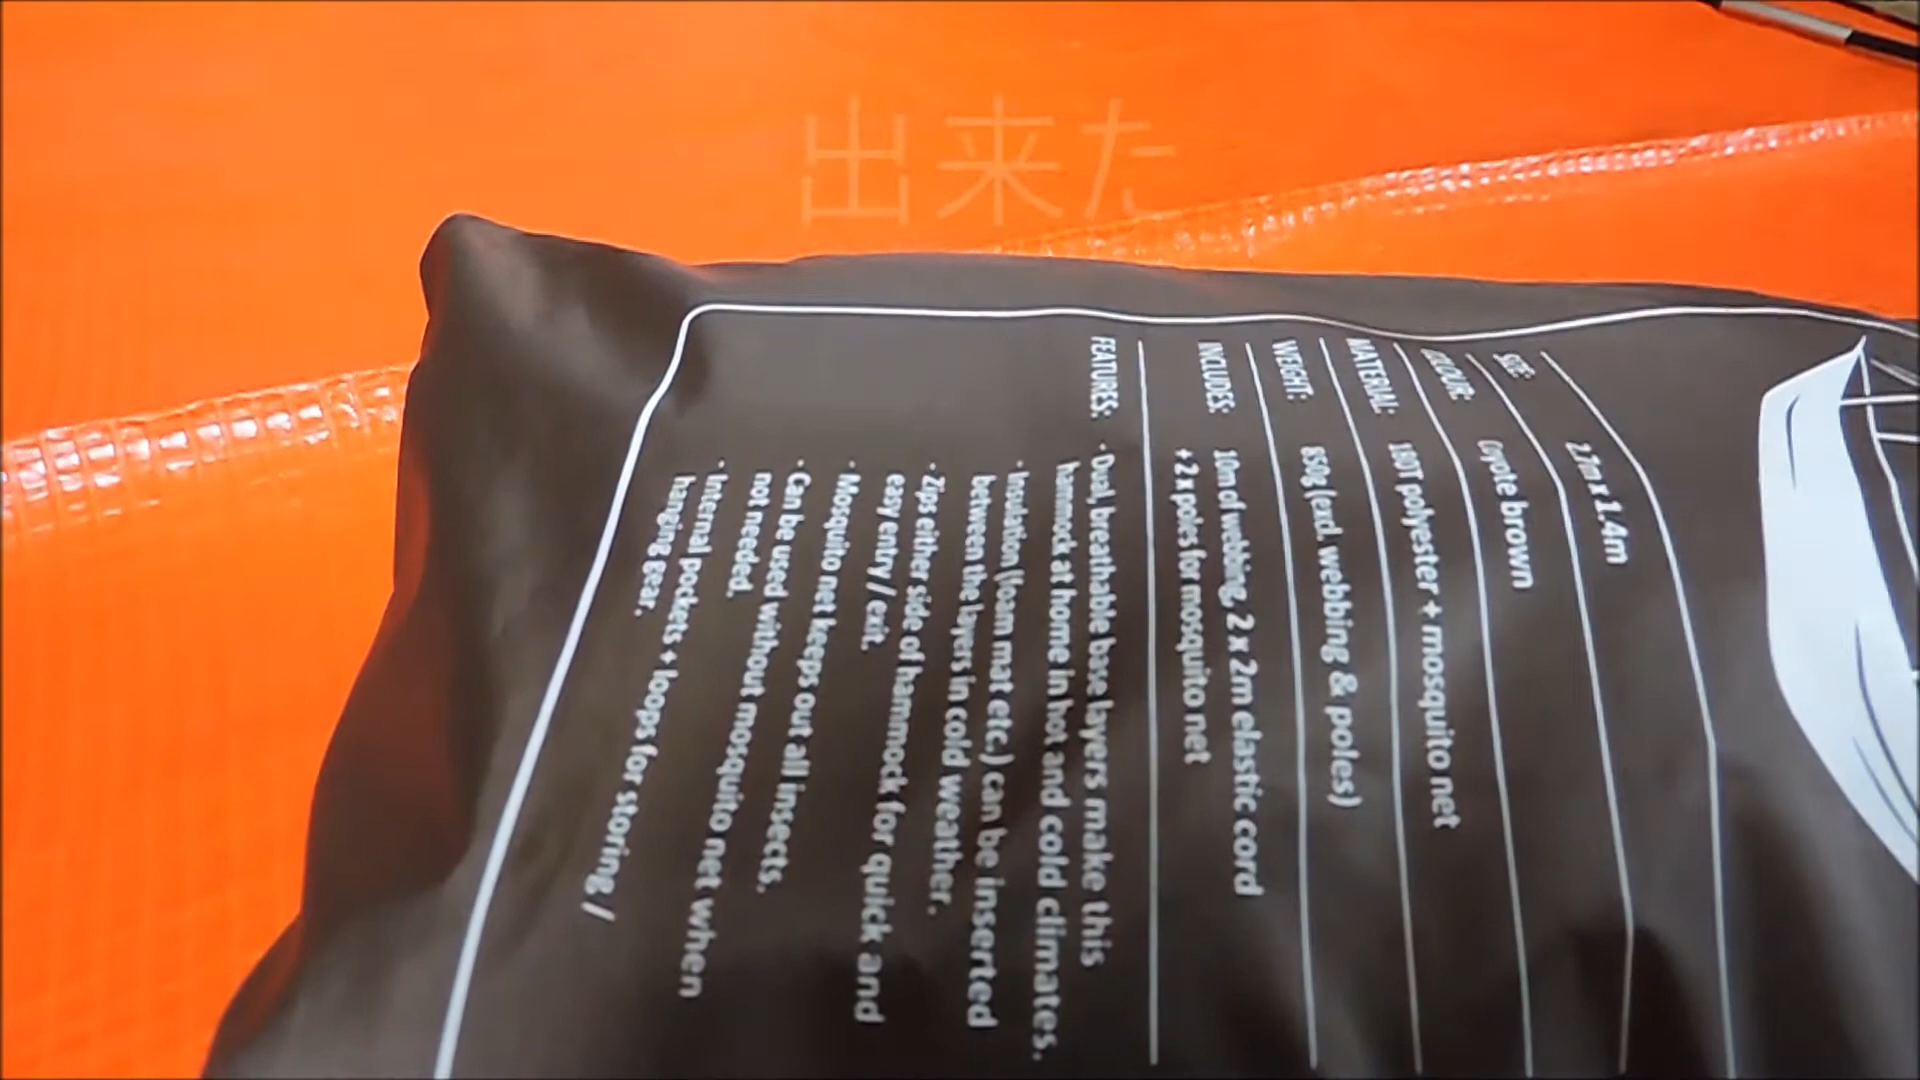 出来た
SIZE: 2.7m x 1.4m
COLOUR: Coyote brown
MATERIAL: 180T polyester + mosquito net
WEIGHT: 850g (excl. webbing & poles)
INCLUDES: 10m of webbing, 2 x 2m elastic cord
+ 2 x poles for mosquito net
FEATURES: · Dual, breathable base layers make this
hammock at home in hot and cold climates.
· Insulation (foam mat etc.) can be inserted
between the layers in cold weather.
· Zips either side of hammock for quick and
easy entry / exit.
· Mosquito net keeps out all insects.
· Can be used without mosquito net when
not needed.
· Internal pockets + loops for storing /
hanging gear.